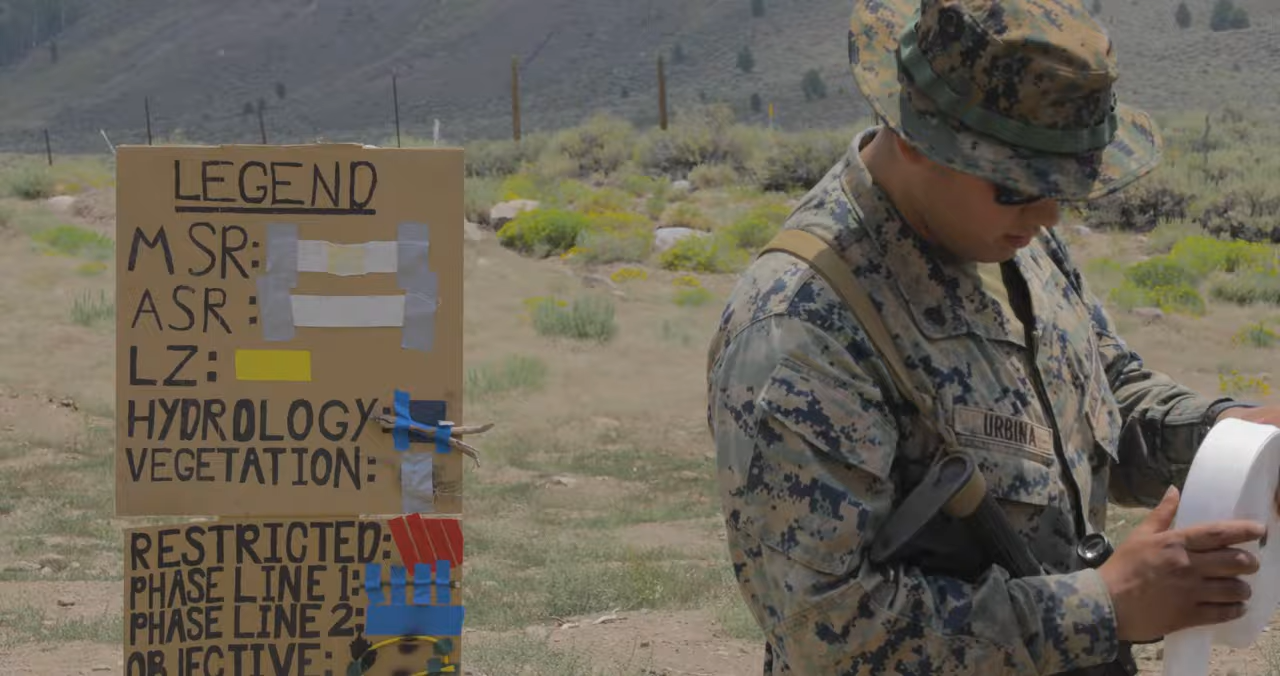 LEGEND
MSR:
ASR:
LZ:
HYDROLOGY
VEGETATION:
RESTRICTED:
PHASE LINE 1:
PHASE LINE 2:
OBJECTIVE:
URBINA